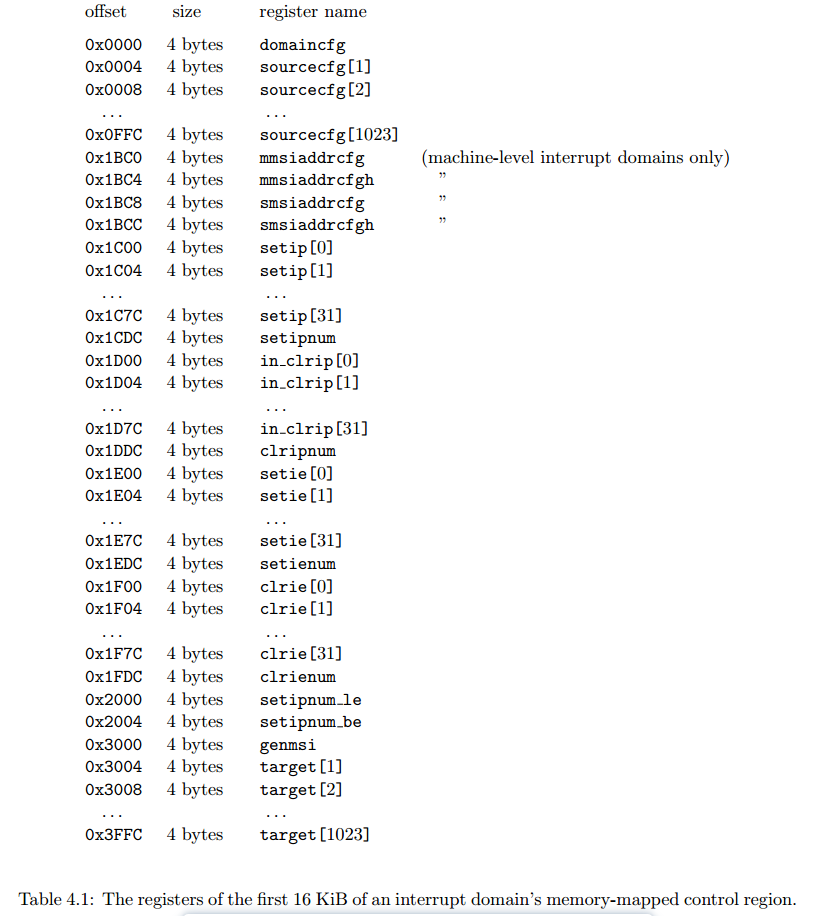 offset size register name
0x0000 4 bytes domaincfg
0x0004 4 bytes sourcecfg[1]
0x0008 4 bytes sourcecfg[2]
... ...
0x0FFC 4 bytes sourcecfg[1023]
0x1BC0 4 bytes mmsiaddrcfg (machine-level interrupt domains only)
0x1BC4 4 bytes mmsiaddrcfgh ”
0x1BC8 4 bytes smsiaddrcfg ”
0x1BCC 4 bytes smsiaddrcfgh ”
0x1C00 4 bytes setip[0]
0x1C04 4 bytes setip[1]
... ...
0x1C7C 4 bytes setip[31]
0x1CDC 4 bytes setipnum
0x1D00 4 bytes in_clrip[0]
0x1D04 4 bytes in_clrip[1]
... ...
0x1D7C 4 bytes in_clrip[31]
0x1DDC 4 bytes clripnum
0x1E00 4 bytes setie[0]
0x1E04 4 bytes setie[1]
... ...
0x1E7C 4 bytes setie[31]
0x1EDC 4 bytes setienum
0x1F00 4 bytes clrie[0]
0x1F04 4 bytes clrie[1]
... ...
0x1F7C 4 bytes clrie[31]
0x1FDC 4 bytes clrienum
0x2000 4 bytes setipnum_le
0x2004 4 bytes setipnum_be
0x3000 4 bytes genmsi
0x3004 4 bytes target[1]
0x3008 4 bytes target[2]
... ...
0x3FFC 4 bytes target[1023]
Table 4.1: The registers of the first 16 KiB of an interrupt domain’s memory-mapped control region.